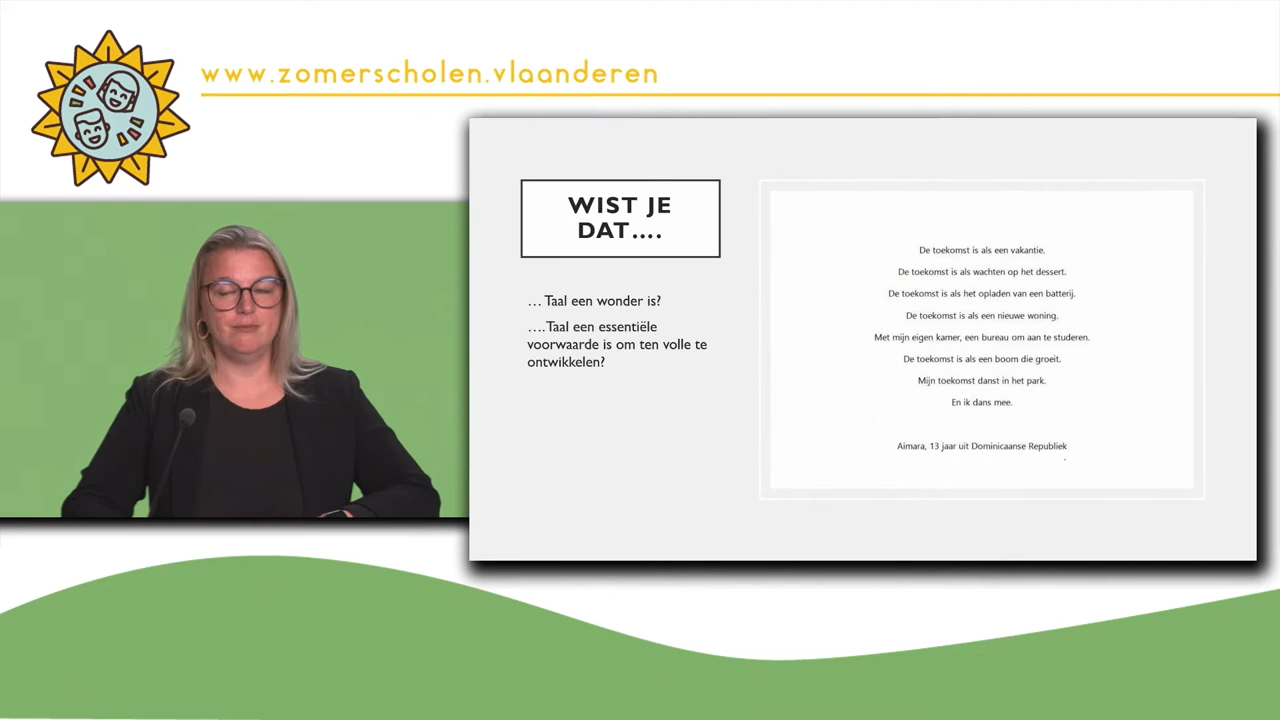 www.zomerscholen.vlaanderen
WIST JE
DAT....
... Taal een wonder is?
....Taal een essentiële
voorwaarde is om ten volle te
ontwikkelen?
De toekomst is als een vakantie.
De toekomst is als wachten op het dessert.
De toekomst is als het opladen van een batterij.
De toekomst is als een nieuwe woning.
Met mijn eigen kamer, een bureau om aan te studeren.
De toekomst is als een boom die groeit.
Mijn toekomst danst in het park.
En ik dans mee.
Aimara, 13 jaar uit Dominicaanse Republiek
.